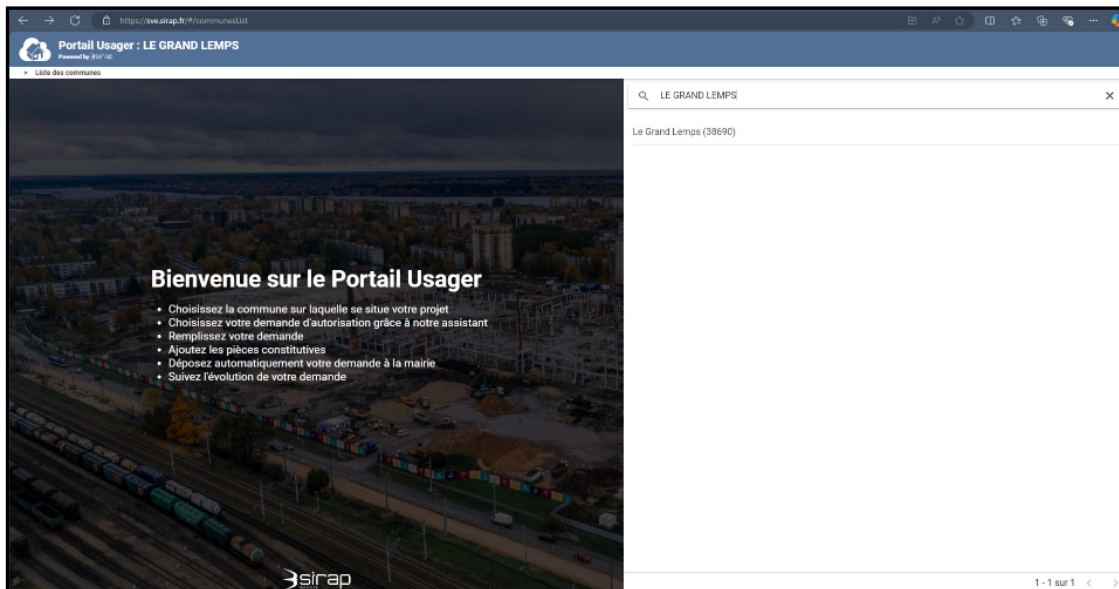 https://sve.sirap.fr/#/communesList
Portail Usager : LE GRAND LEMPS
Powered by sirap
Liste des communes
LE GRAND LEMPS
Le Grand Lemps (38690)
Bienvenue sur le Portail Usager
• Choisissez la commune sur laquelle se situe votre projet
• Choisissez votre demande d'autorisation grâce à notre assistant
• Remplissez votre demande
• Ajoutez les pièces constitutives
• Déposez automatiquement votre demande à la mairie
• Suivez l'évolution de votre demande
sirap
1 - 1 sur 1